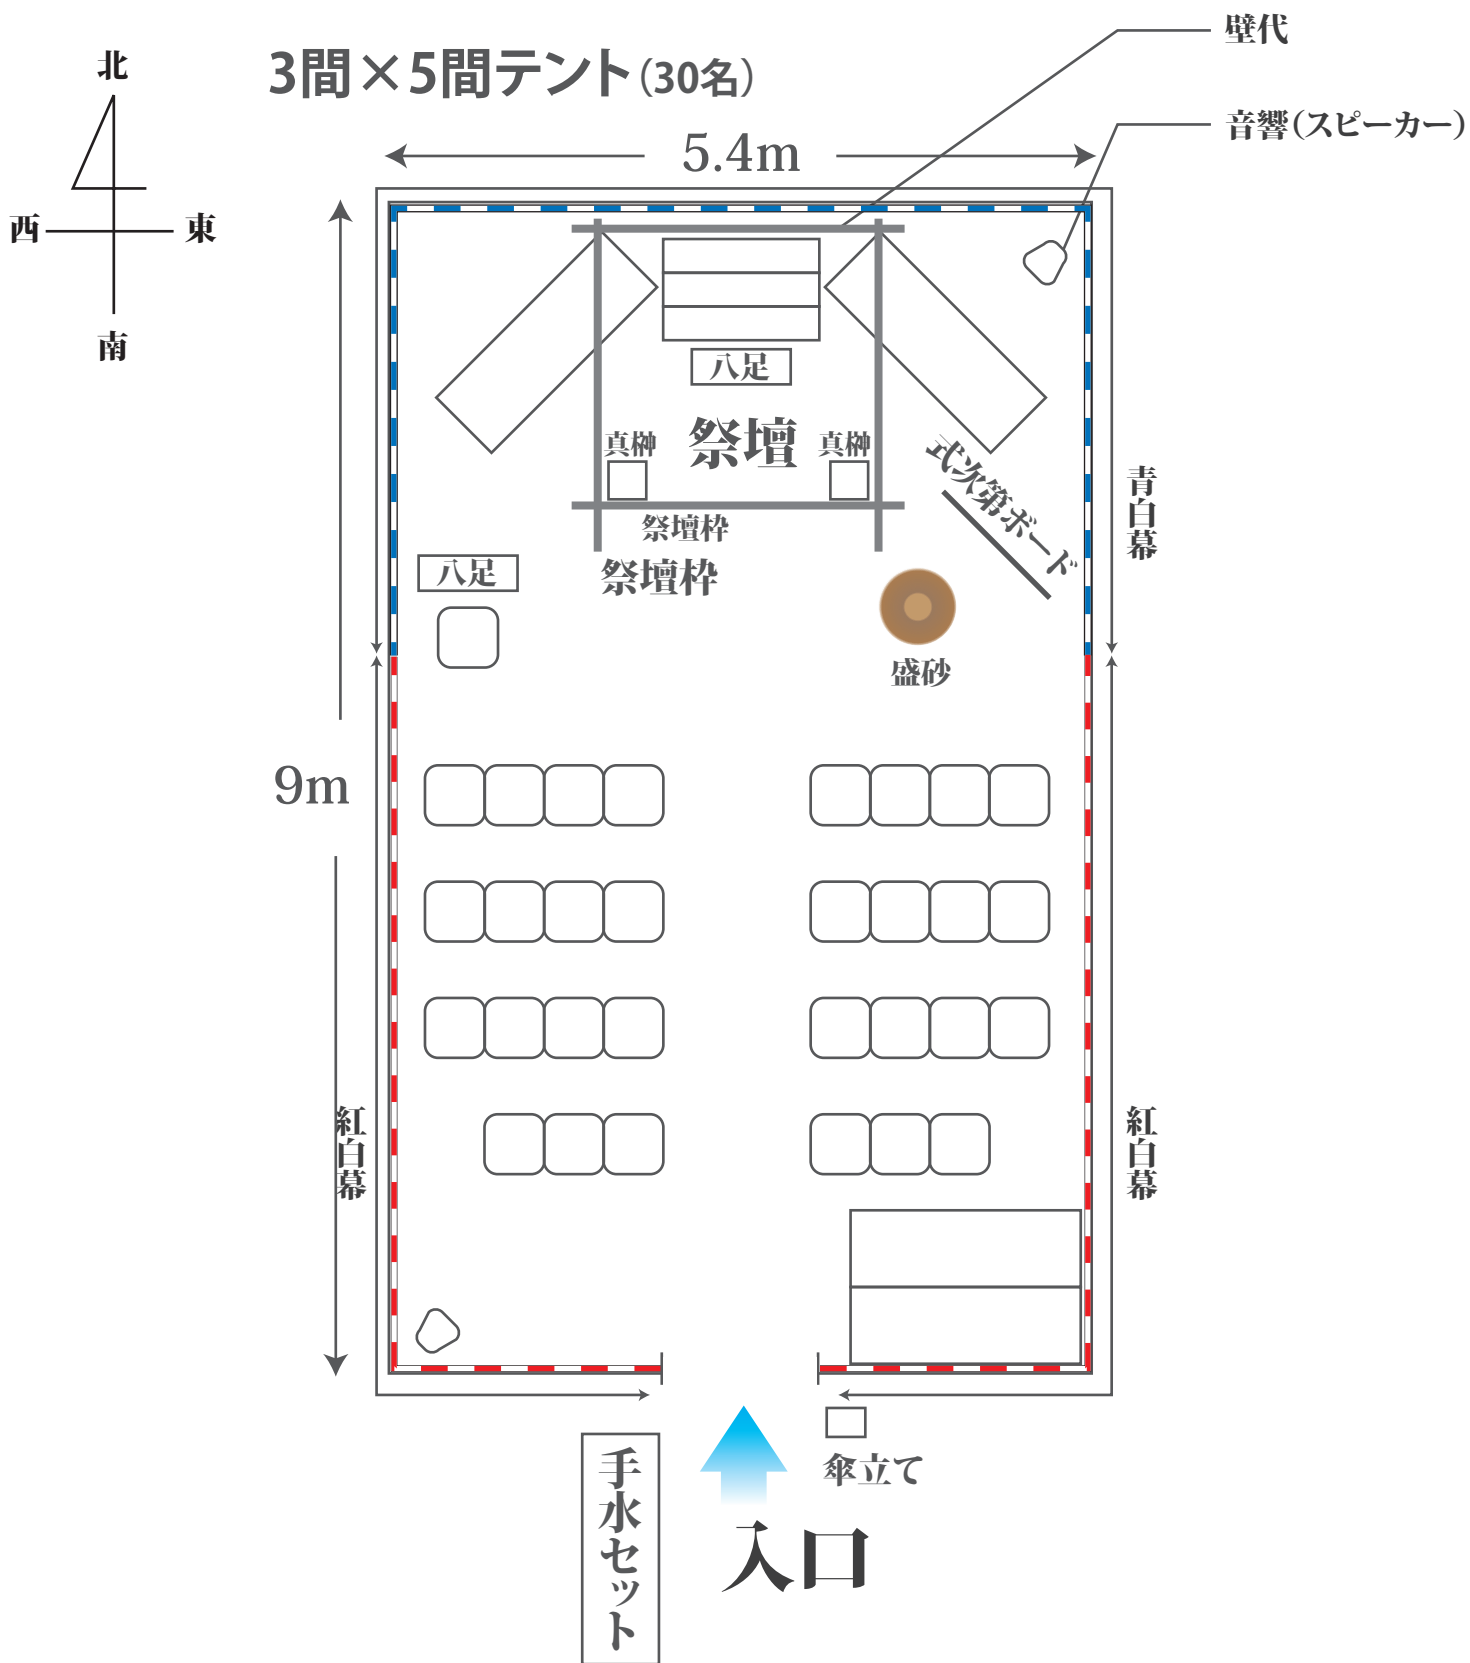 壁代
北
3間×5間テント（30名）
音響（スピーカー）
5.4m
西
東
南
八足
祭壇
真榊
真榊
式次第ボード
青白幕
祭壇枠
祭壇枠
八足
盛砂
9m
紅白幕
紅白幕
手水セット
傘立て
入口